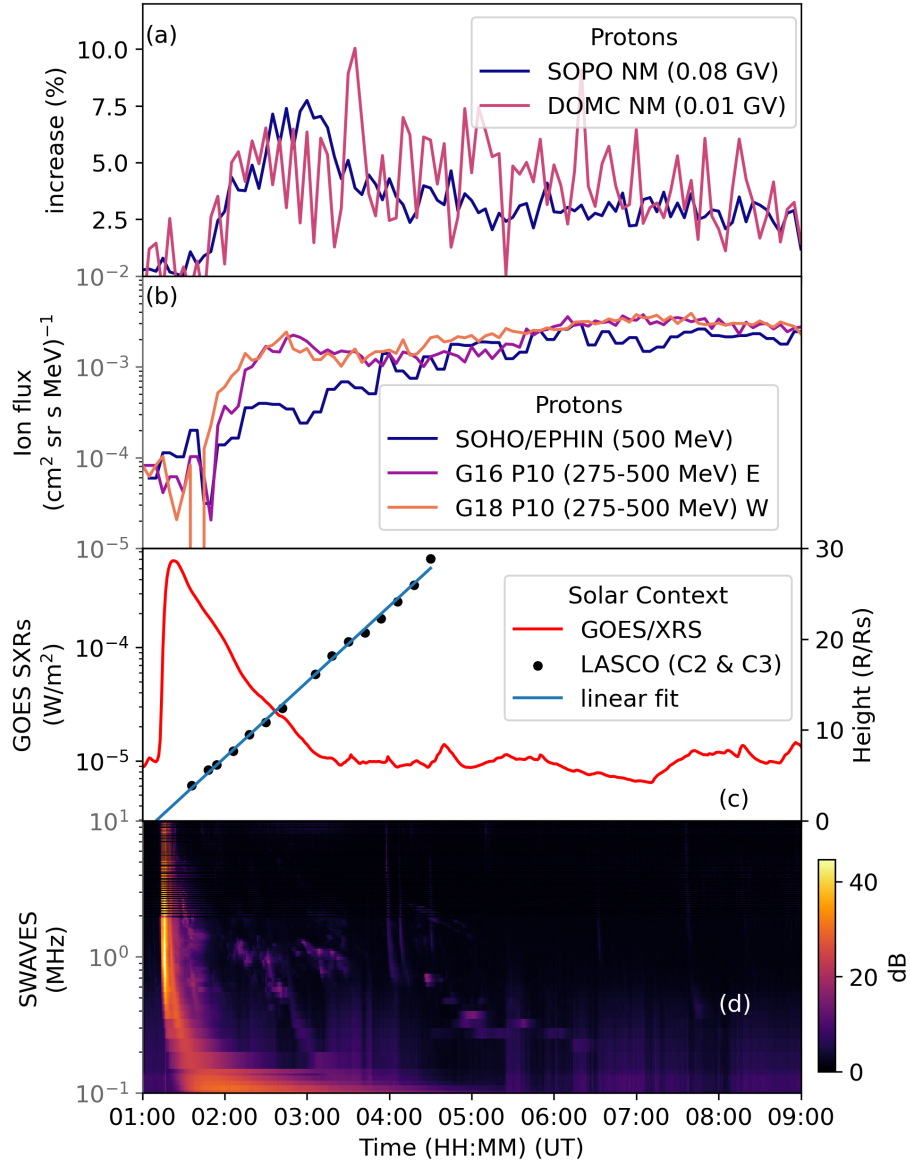 (a)
10.0
7.5
5.0
2.5
increase (%)
Protons
SOPO NM (0.08 GV)
DOMC NM (0.01 GV)
(b)
10⁻²
10⁻³
10⁻⁴
10⁻⁵
Ion flux
(cm² sr s MeV)⁻¹
Protons
SOHO/EPHIN (500 MeV)
G16 P10 (275-500 MeV) E
G18 P10 (275-500 MeV) W
10⁻⁴
10⁻⁵
GOES SXRs
(W/m²)
Solar Context
GOES/XRS
LASCO (C2 & C3)
linear fit
30
20
10
0
Height (R/Rs)
(c)
10¹
10⁰
10⁻¹
SWAVES
(MHz)
(d)
40
20
0
dB
01:00 02:00 03:00 04:00 05:00 06:00 07:00 08:00 09:00
Time (HH:MM) (UT)